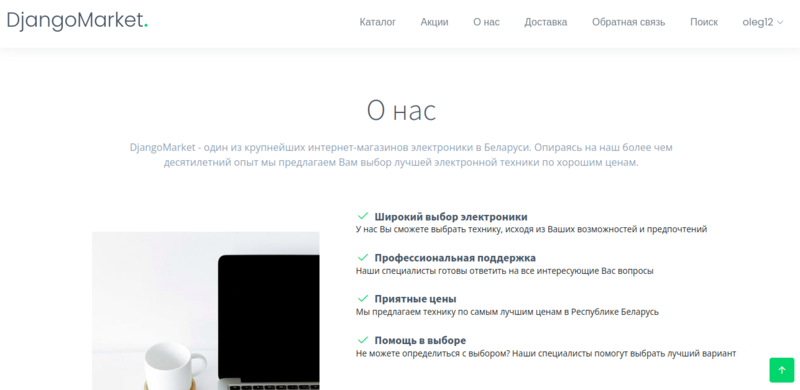 DjangoMarket.
Каталог Акции О нас Доставка Обратная связь Поиск oleg12
О нас
DjangoMarket - один из крупнейших интернет-магазинов электроники в Беларуси. Опираясь на наш более чем
десятилетний опыт мы предлагаем Вам выбор лучшей электронной техники по хорошим ценам.
Широкий выбор электроники
У нас Вы сможете выбрать технику, исходя из Ваших возможностей и предпочтений
Профессиональная поддержка
Наши специалисты готовы ответить на все интересующие Вас вопросы
Приятные цены
Мы предлагаем технику по самым лучшим ценам в Республике Беларусь
Помощь в выборе
Не можете определиться с выбором? Наши специалисты помогут выбрать лучший вариант